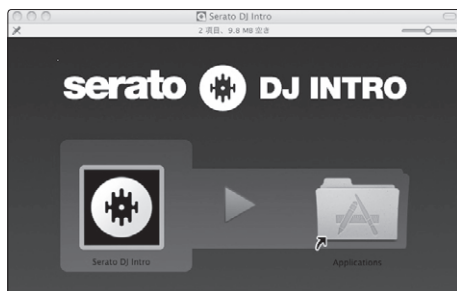 Serato DJ Intro
2 項目、9.8 MB 空き
serato DJ INTRO
Serato DJ Intro
Applications